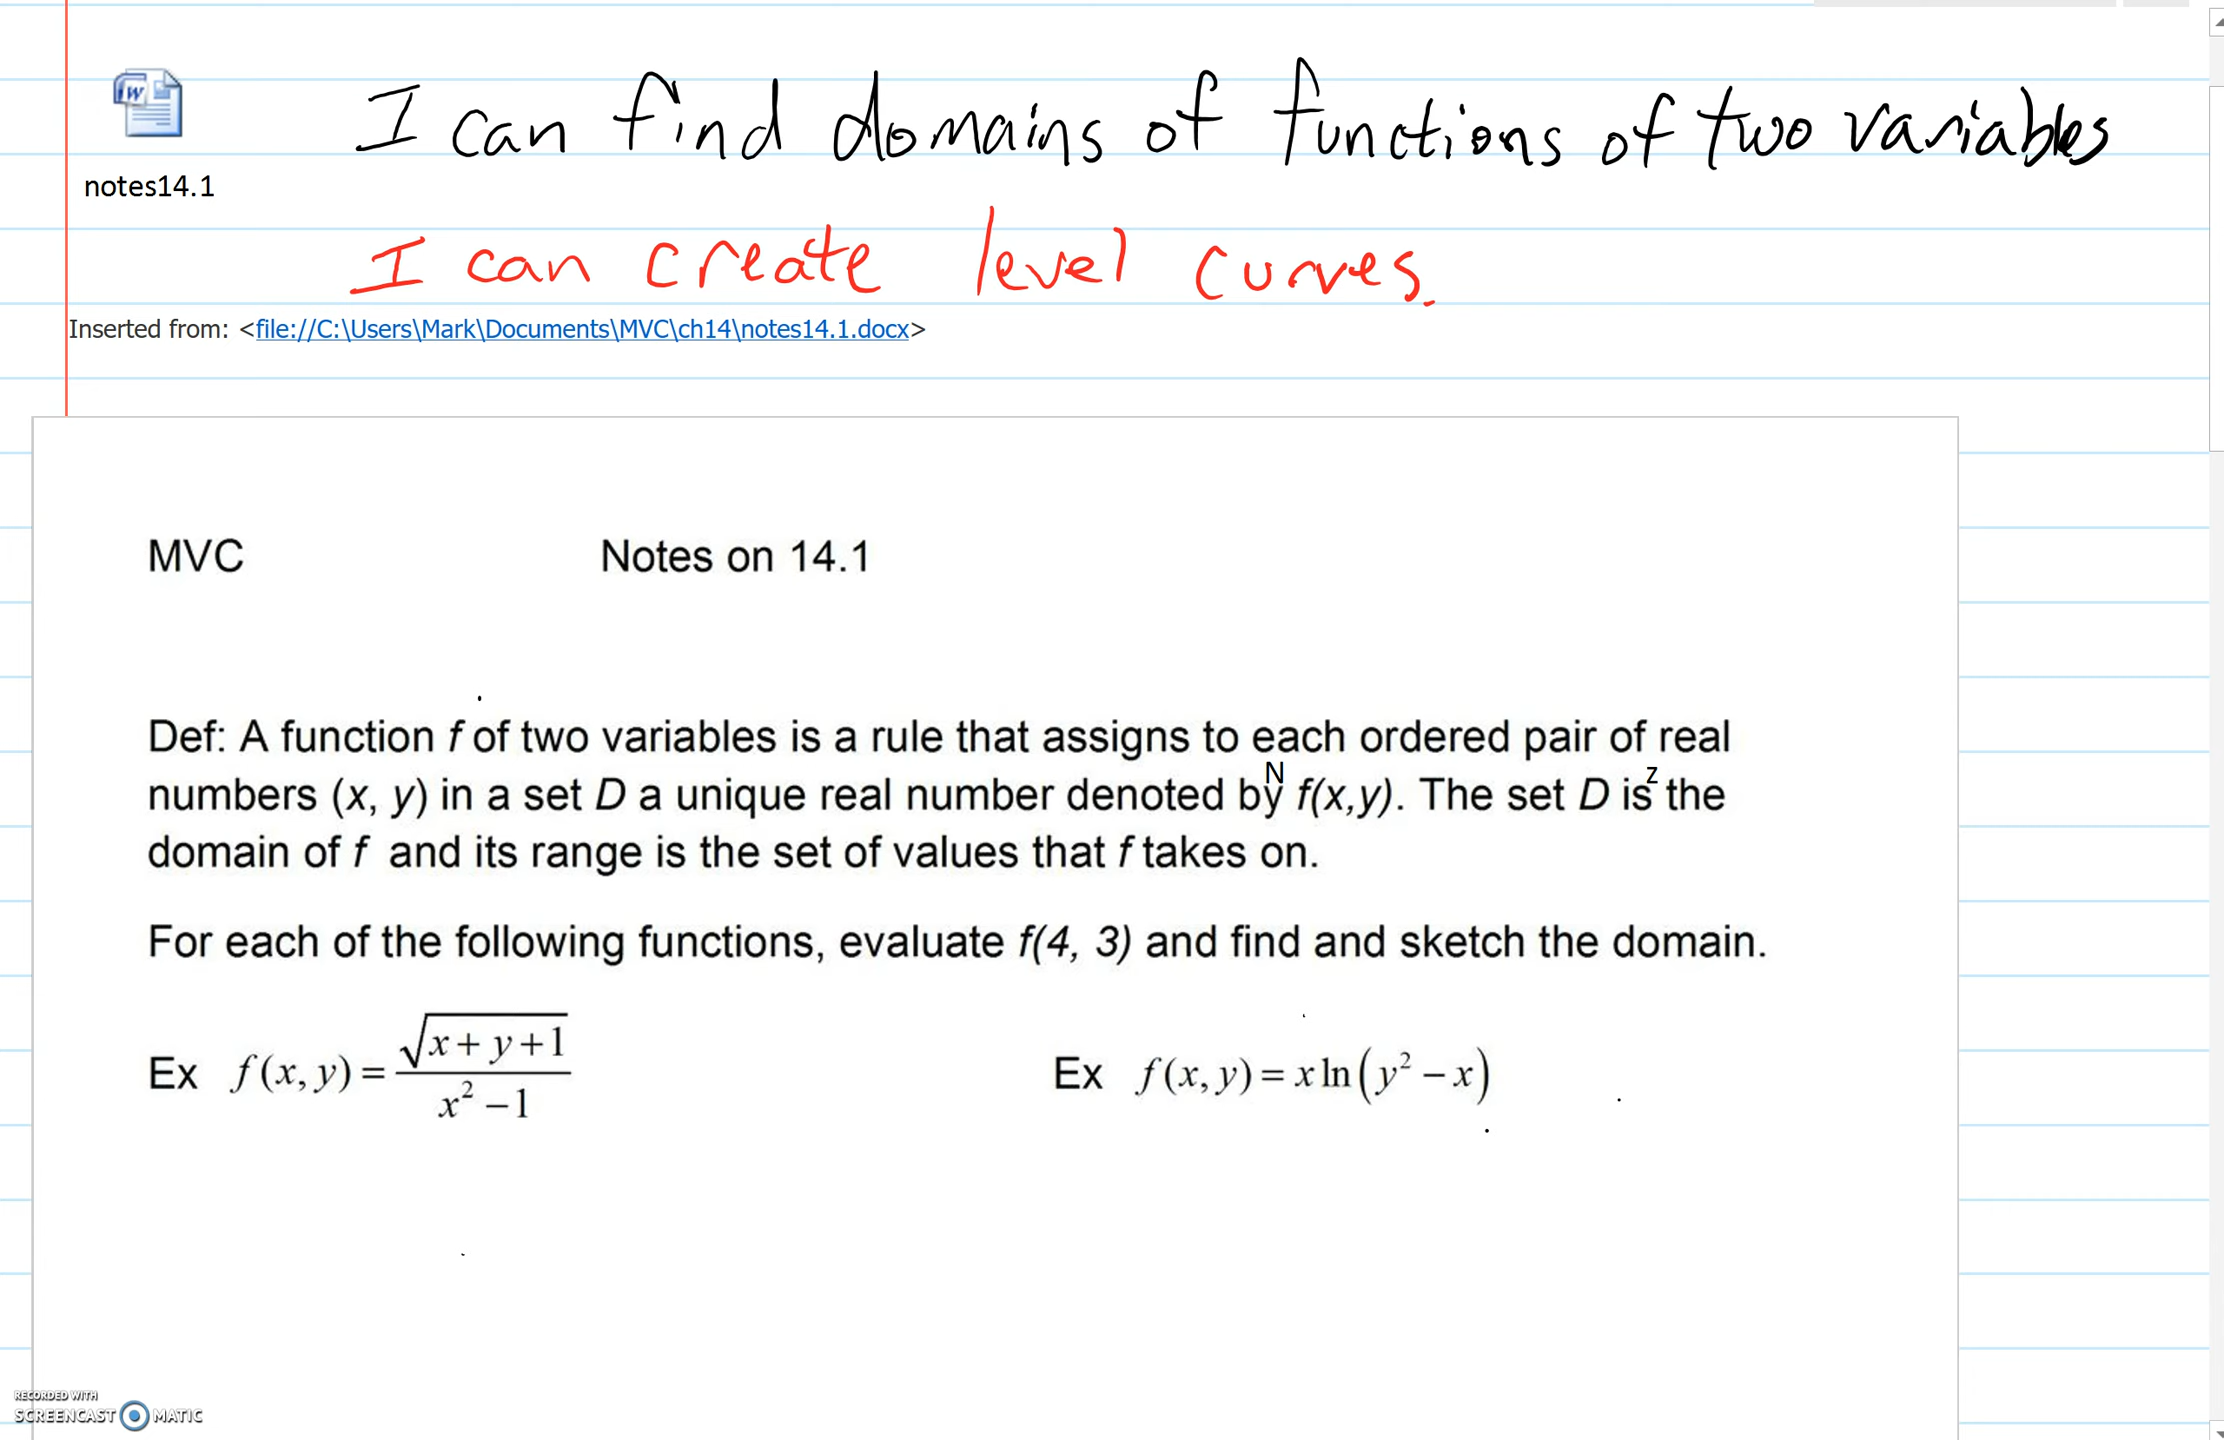 I can find domains of functions of two variables
notes14.1
I can create level curves.
Inserted from: <file://C:\Users\Mark\Documents\MVC\ch14\notes14.1.docx>
MVC Notes on 14.1
Def: A function f of two variables is a rule that assigns to each ordered pair of real
numbers (x, y) in a set D a unique real number denoted by f(x,y). The set D is the
N z
domain of f and its range is the set of values that f takes on.
For each of the following functions, evaluate f(4, 3) and find and sketch the domain.
Ex f(x, y) = √(x + y + 1) / (x² − 1) Ex f(x, y) = x ln(y² − x)
RECORDED WITH
SCREENCAST MATIC